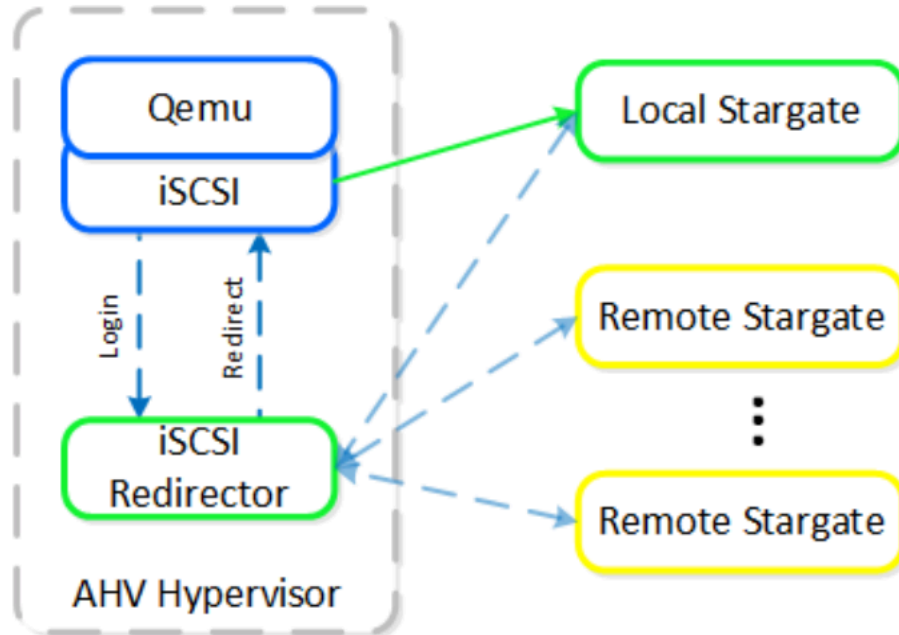 Qemu
iSCSI
Local Stargate
Login
Redirect
Remote Stargate
iSCSI
Redirector
Remote Stargate
AHV Hypervisor